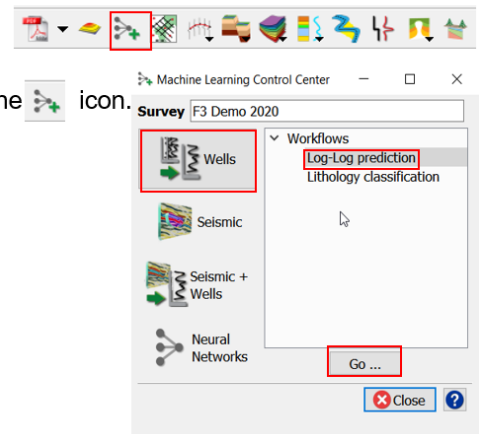 Machine Learning Control Center
ne icon.
Survey F3 Demo 2020
Wells
Workflows
Log-Log prediction
Lithology classification
Seismic
Seismic +
Wells
Neural
Networks
Go ...
Close ?